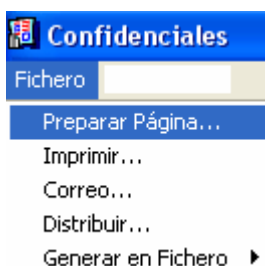 Confidenciales
Fichero
Preparar Página...
Imprimir...
Correo...
Distribuir...
Generar en Fichero